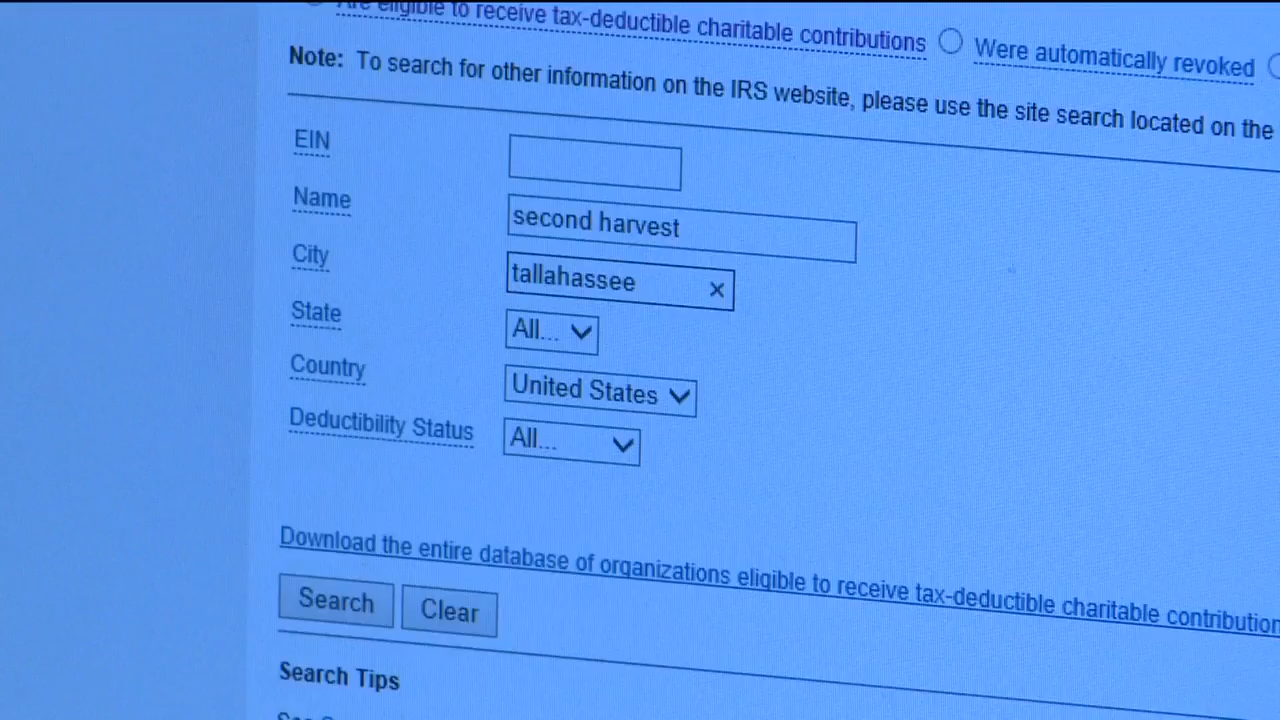 Are eligible to receive tax-deductible charitable contributions Were automatically revoked
Note: To search for other information on the IRS website, please use the site search located on the
EIN
Name second harvest
City tallahassee ×
State All...
Country United States
Deductibility Status All...
Download the entire database of organizations eligible to receive tax-deductible charitable contribution
Search Clear
Search Tips